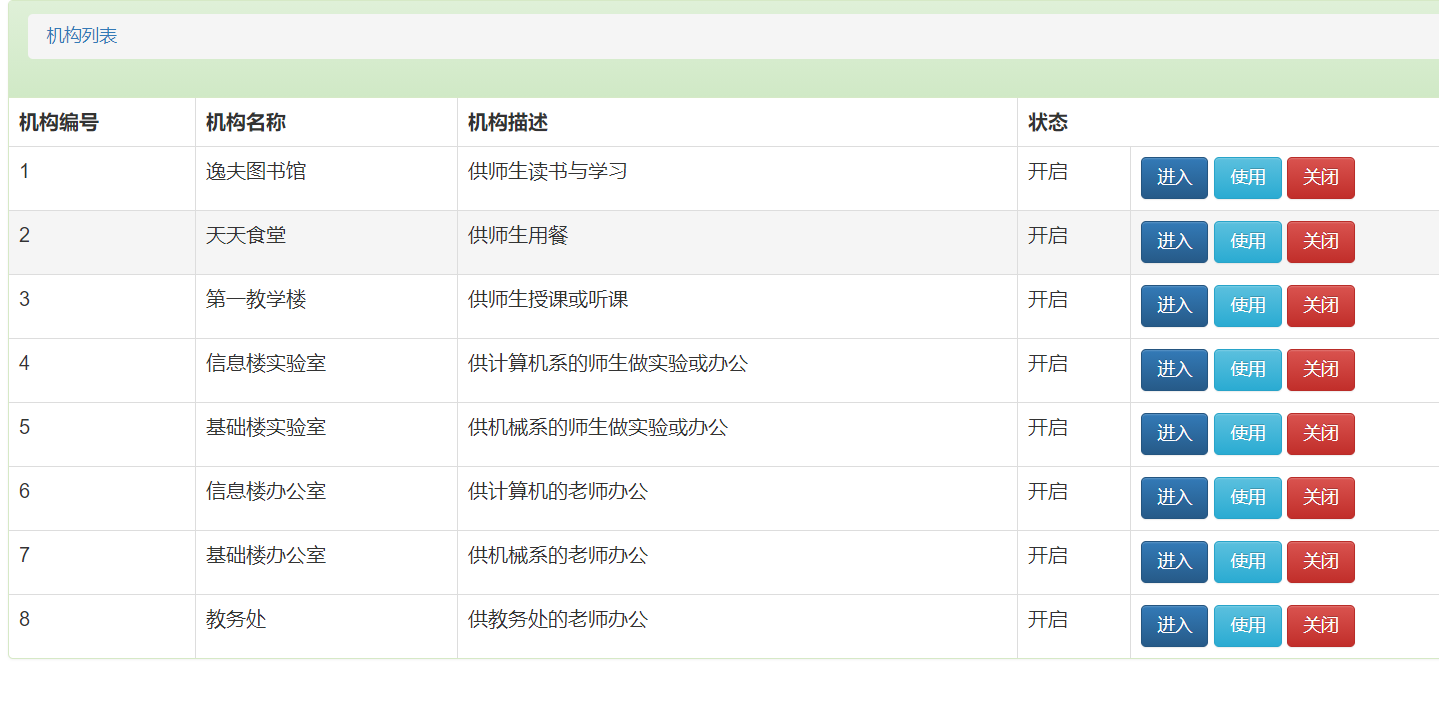 机构列表
机构编号 机构名称 机构描述 状态
1 逸夫图书馆 供师生读书与学习 开启 进入 使用 关闭
2 天天食堂 供师生用餐 开启 进入 使用 关闭
3 第一教学楼 供师生授课或听课 开启 进入 使用 关闭
4 信息楼实验室 供计算机系的师生做实验或办公 开启 进入 使用 关闭
5 基础楼实验室 供机械系的师生做实验或办公 开启 进入 使用 关闭
6 信息楼办公室 供计算机的老师办公 开启 进入 使用 关闭
7 基础楼办公室 供机械系的老师办公 开启 进入 使用 关闭
8 教务处 供教务处的老师办公 开启 进入 使用 关闭